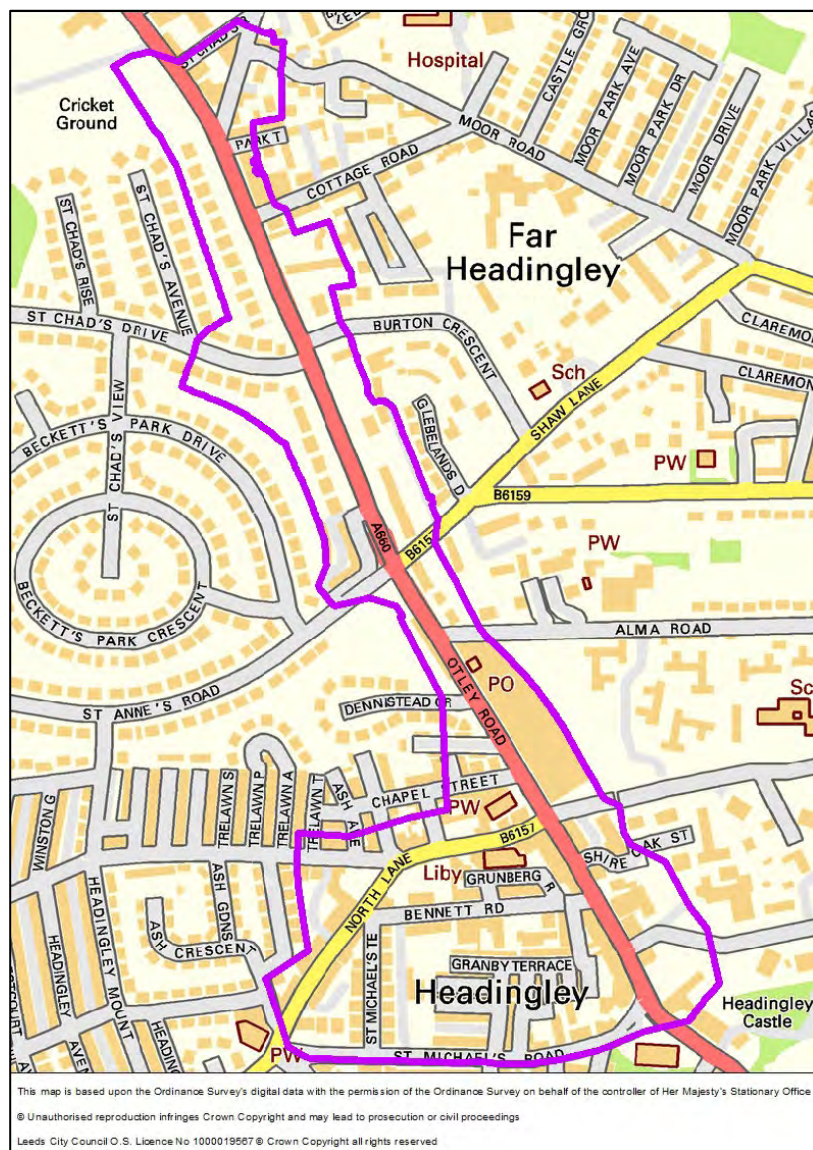 ST CHAD'S R
Hospital
CASTLE GRO
MOOR PARK AVE
MOOR PARK DR
MOOR DRIVE
MOOR PARK VILLA
Cricket
Ground
PARK T
COTTAGE ROAD
MOOR ROAD
ST CHAD'S RISE
ST CHAD'S AVENUE
Far
Headingley
ST CHAD'S DRIVE
BURTON CRESCENT
CLAREMON
CLAREMON
Sch
SHAW LANE
ST CHAD'S VIEW
BECKETT'S PARK DRIVE
GLEBELANDS D
PW
B6159
A660
B615
PW
BECKETT'S PARK CRESCENT
ALMA ROAD
OTLEY ROAD
PO
Sc
ST ANNE'S ROAD
DENNISTEAD CR
WINSTON G
TRELAWN S
TRELAWN P
TRELAWN A
TRELAWN T
ASH AVE
CHAPEL STREET
PW
B6157
SHIRE OAK ST
NORTH LANE
Liby
GRUNBERG R
ASH GDNS
BENNETT RD
ASH CRESCENT
HEADINGLEY MOUNT
HEADINGLEY
AVEN
HEADING
ST MICHAEL'S TE
GRANBY TERRACE
Headingley
Headingley
Castle
PW
ST MICHAEL'S ROAD
This map is based upon the Ordinance Survey's digital data with the permission of the Ordinance Survey on behalf of the controller of Her Majesty's Stationary Office
© Unauthorised reproduction infringes Crown Copyright and may lead to prosecution or civil proceedings
Leeds City Council O.S. Licence No 1000019567 © Crown Copyright all rights reserved